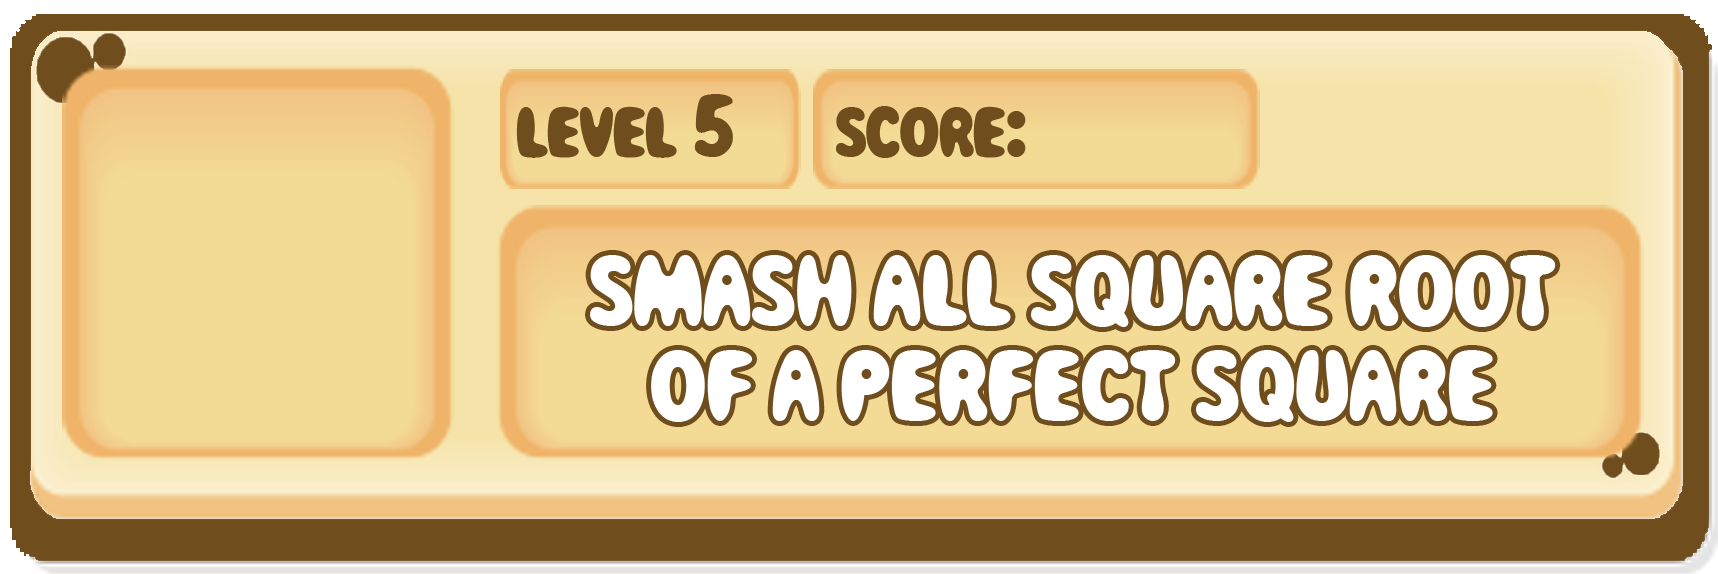 LEVEL 5
SCORE:
SMASH ALL SQUARE ROOT
OF A PERFECT SQUARE